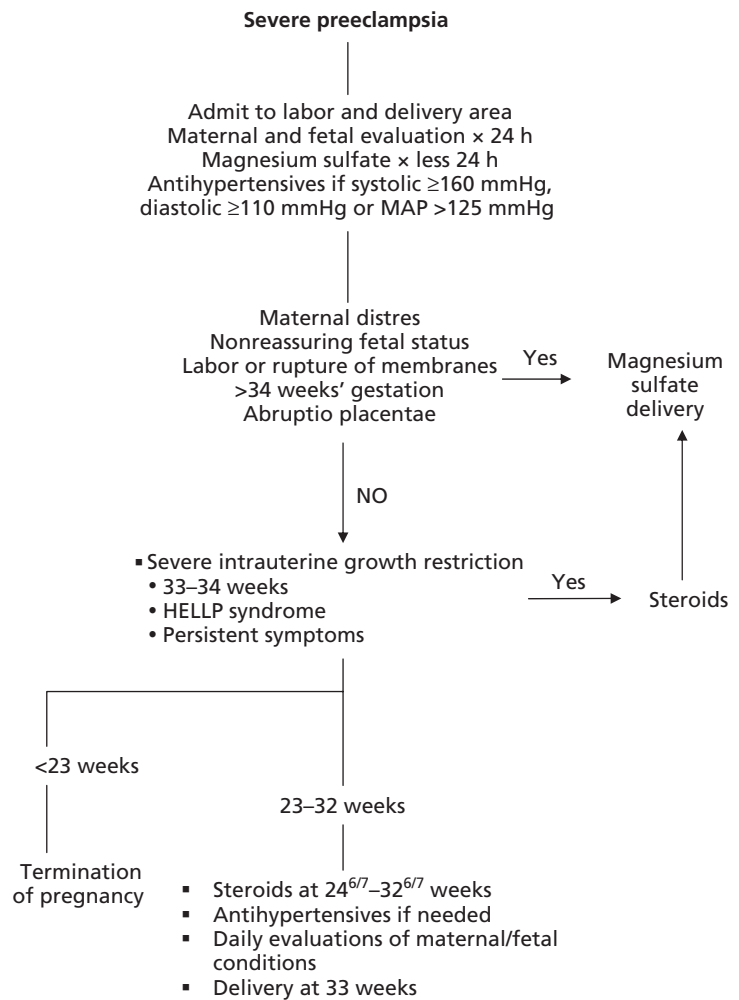 Severe preeclampsia
Admit to labor and delivery area
Maternal and fetal evaluation × 24 h
Magnesium sulfate × less 24 h
Antihypertensives if systolic ≥160 mmHg,
diastolic ≥110 mmHg or MAP >125 mmHg
Maternal distres
Nonreassuring fetal status
Labor or rupture of membranes
>34 weeks' gestation
Abruptio placentae
Yes
Magnesium
sulfate
delivery
NO
▪ Severe intrauterine growth restriction
• 33–34 weeks
• HELLP syndrome
• Persistent symptoms
Yes
Steroids
<23 weeks
23–32 weeks
Termination
of pregnancy
▪ Steroids at 24^6/7–32^6/7 weeks
▪ Antihypertensives if needed
▪ Daily evaluations of maternal/fetal
conditions
▪ Delivery at 33 weeks